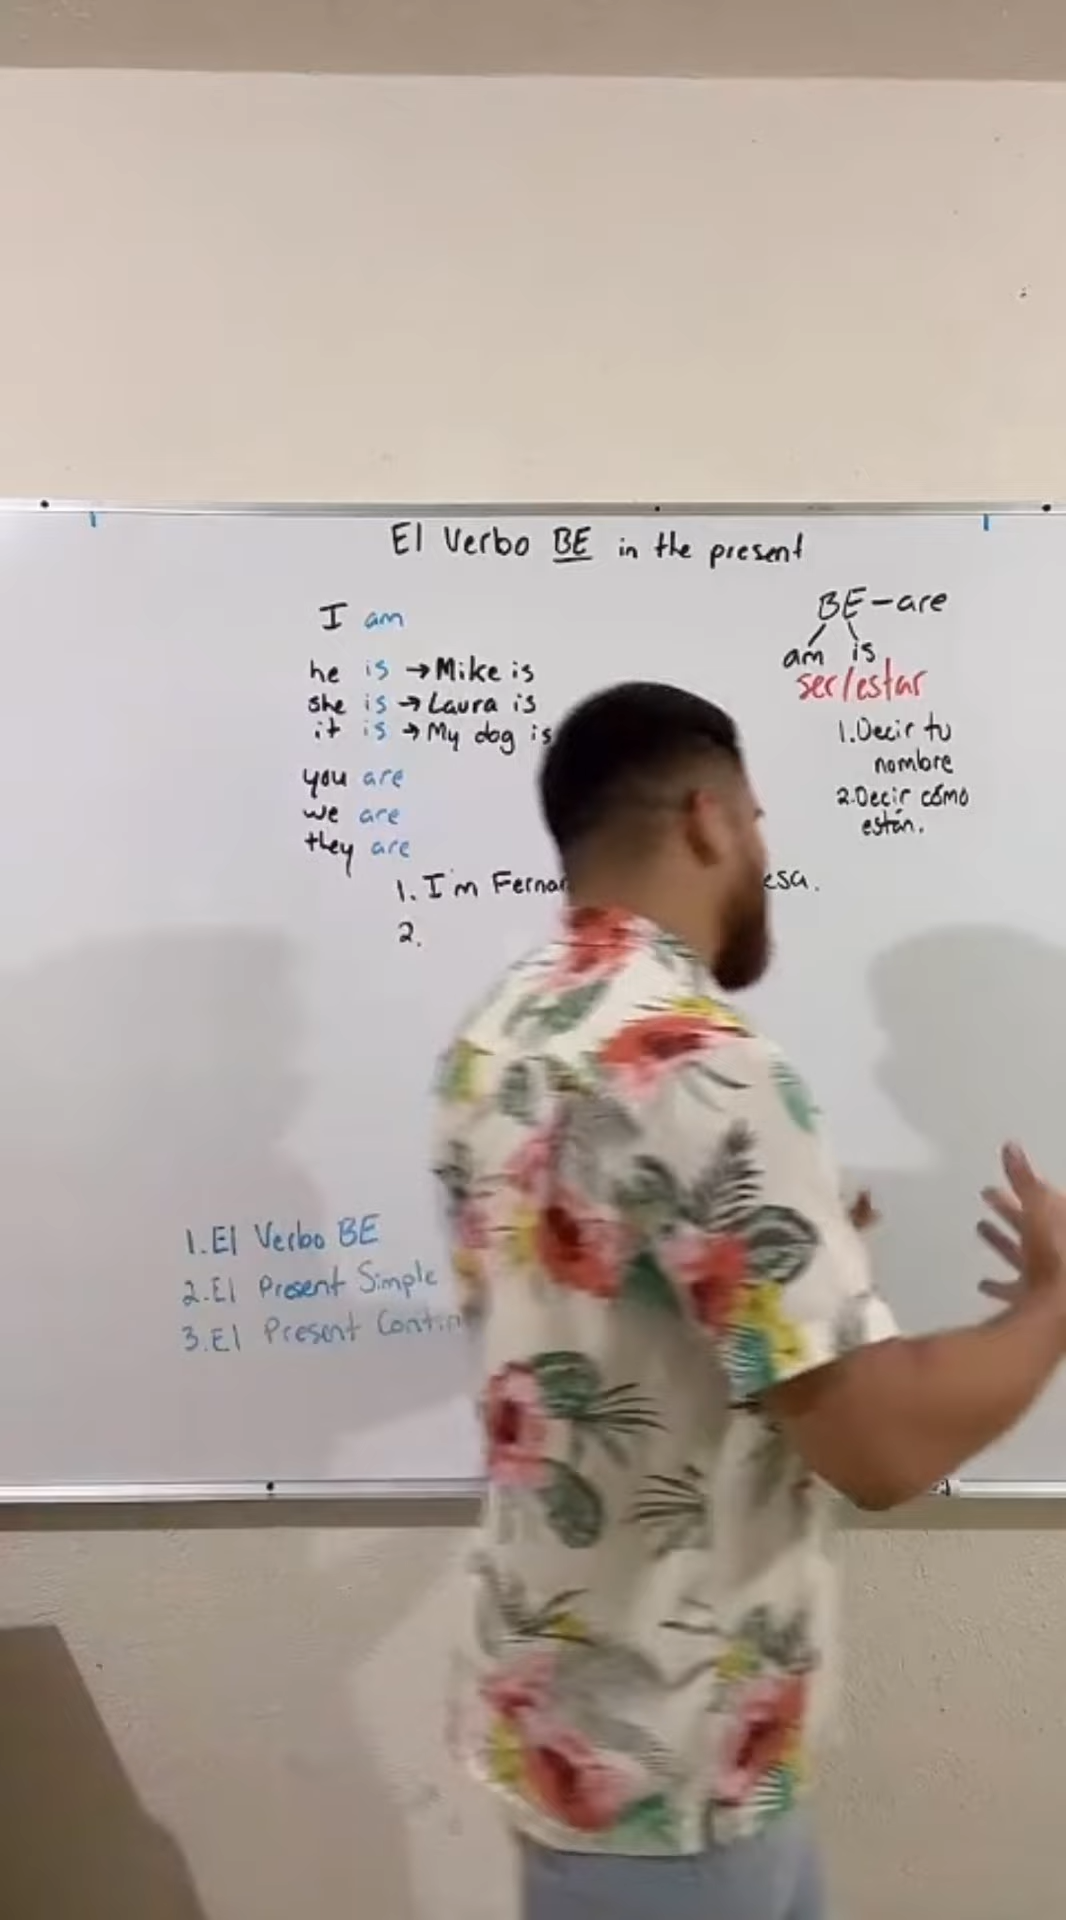 El Verbo BE in the present
I am
he is → Mike is
she is → Laura is
it is → My dog is
you are
we are
they are
BE - are
am is
ser/estar
1. Decir tu
nombre
2. Decir cómo
están.
1. I'm
2.
1. El Verbo BE
2. El Present Simple
3. El Present